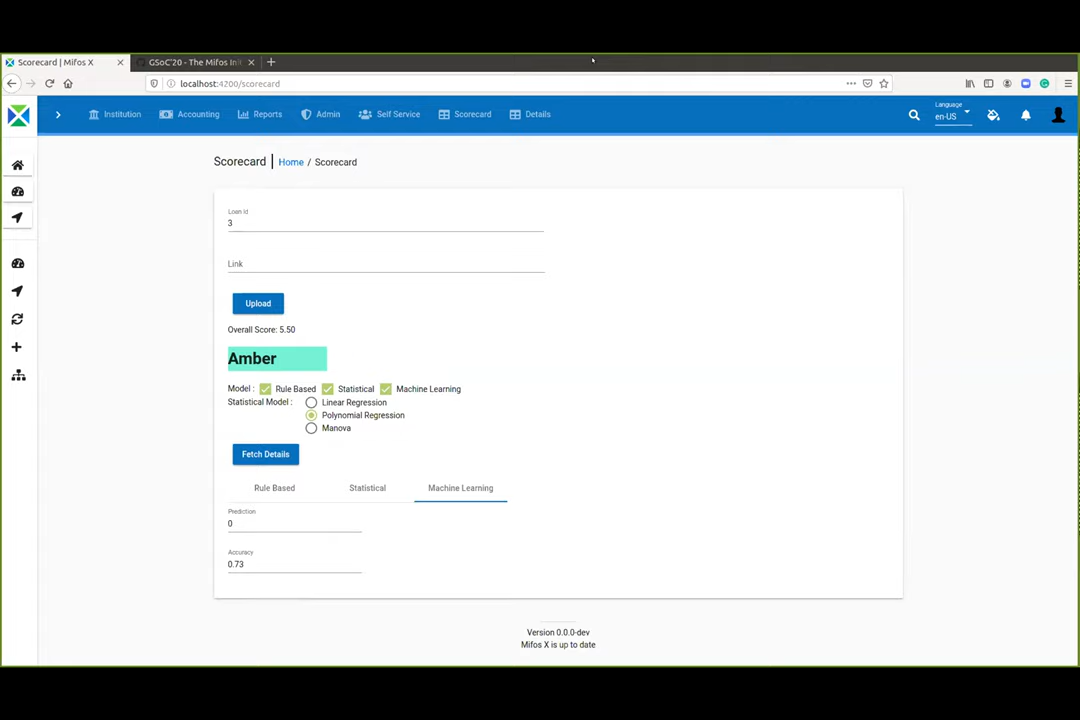 Scorecard | Mifos X
GSoC'20 - The Mifos Init
localhost:4200/scorecard
Institution
Accounting
Reports
Admin
Self Service
Scorecard
Details
Language
en-US
Scorecard
Home / Scorecard
Loan Id
3
Link
Upload
Overall Score: 5.50
Amber
Model : Rule Based Statistical Machine Learning
Statistical Model : Linear Regression
Polynomial Regression
Manova
Fetch Details
Rule Based Statistical Machine Learning
Prediction
0
Accuracy
0.73
Version 0.0.0-dev
Mifos X is up to date